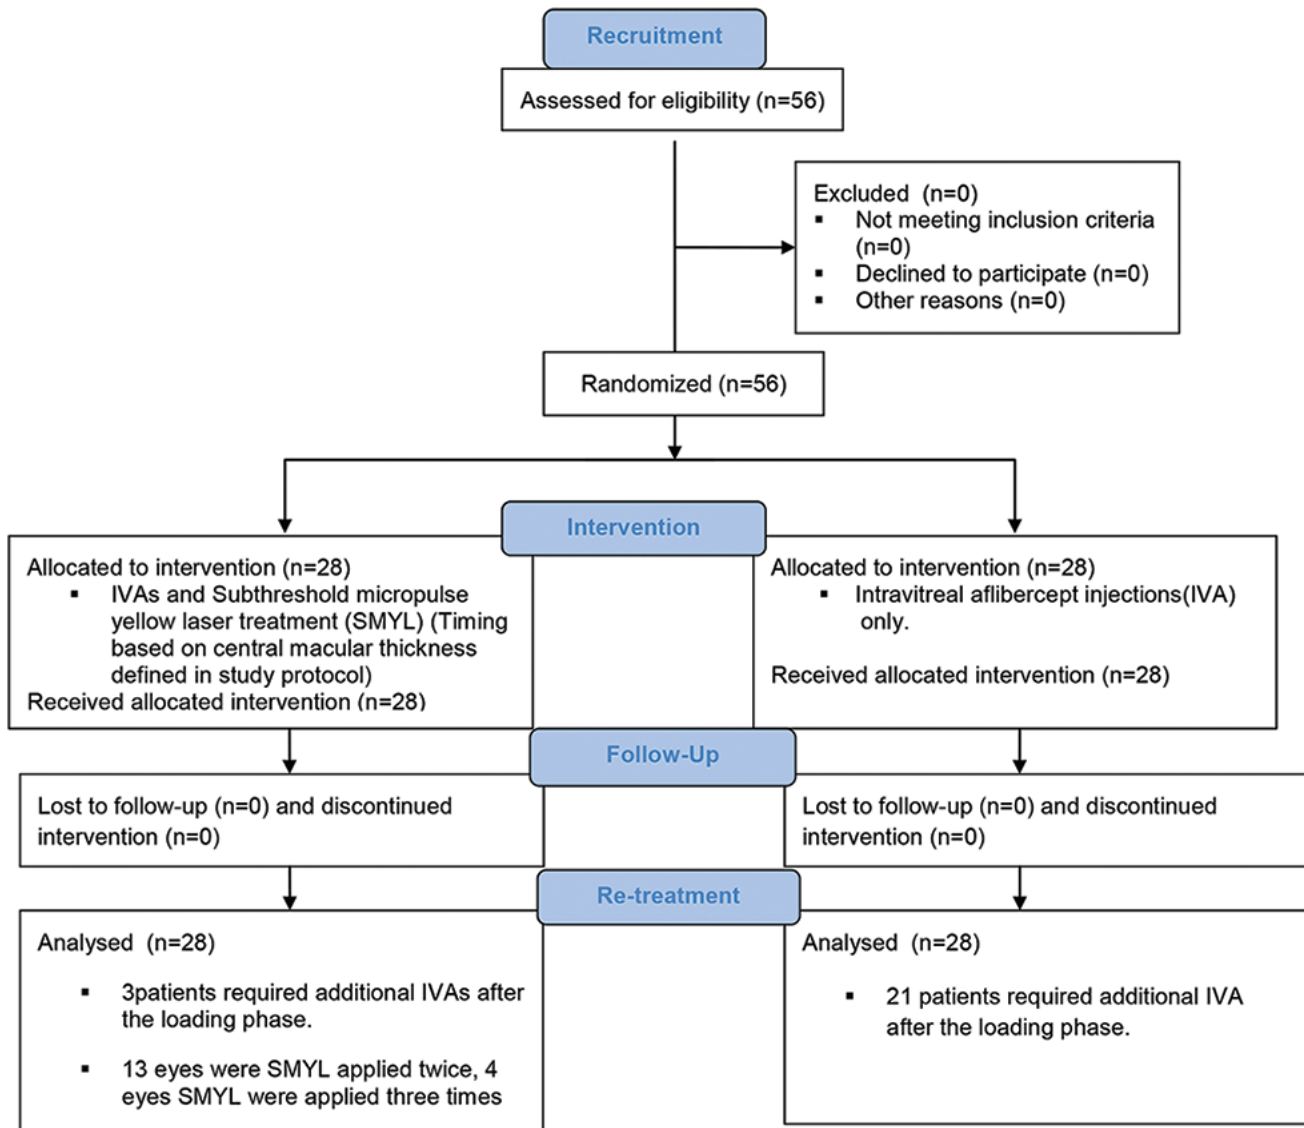 Recruitment
Assessed for eligibility (n=56)
Excluded (n=0)
▪ Not meeting inclusion criteria
(n=0)
▪ Declined to participate (n=0)
▪ Other reasons (n=0)
Randomized (n=56)
Intervention
Allocated to intervention (n=28)
▪ IVAs and Subthreshold micropulse
yellow laser treatment (SMYL) (Timing
based on central macular thickness
defined in study protocol)
Received allocated intervention (n=28)
Allocated to intervention (n=28)
▪ Intravitreal aflibercept injections(IVA)
only.
Received allocated intervention (n=28)
Follow-Up
Lost to follow-up (n=0) and discontinued
intervention (n=0)
Lost to follow-up (n=0) and discontinued
intervention (n=0)
Re-treatment
Analysed (n=28)
▪ 3patients required additional IVAs after
the loading phase.
▪ 13 eyes were SMYL applied twice, 4
eyes SMYL were applied three times
Analysed (n=28)
▪ 21 patients required additional IVA
after the loading phase.